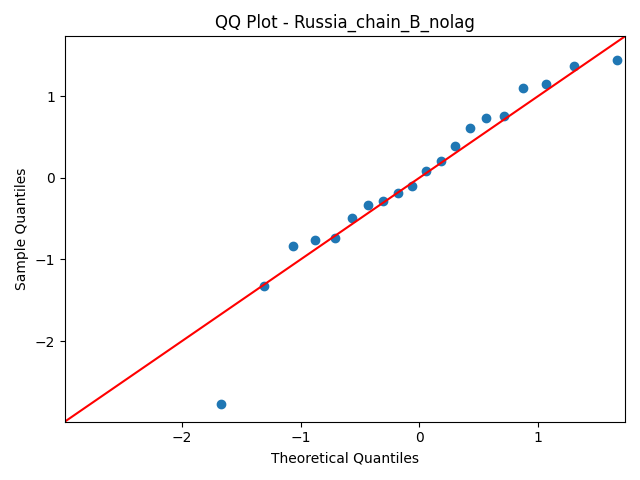 QQ Plot - Russia_chain_B_nolag
Sample Quantiles
1
0
−1
−2
−2 −1 0 1
Theoretical Quantiles